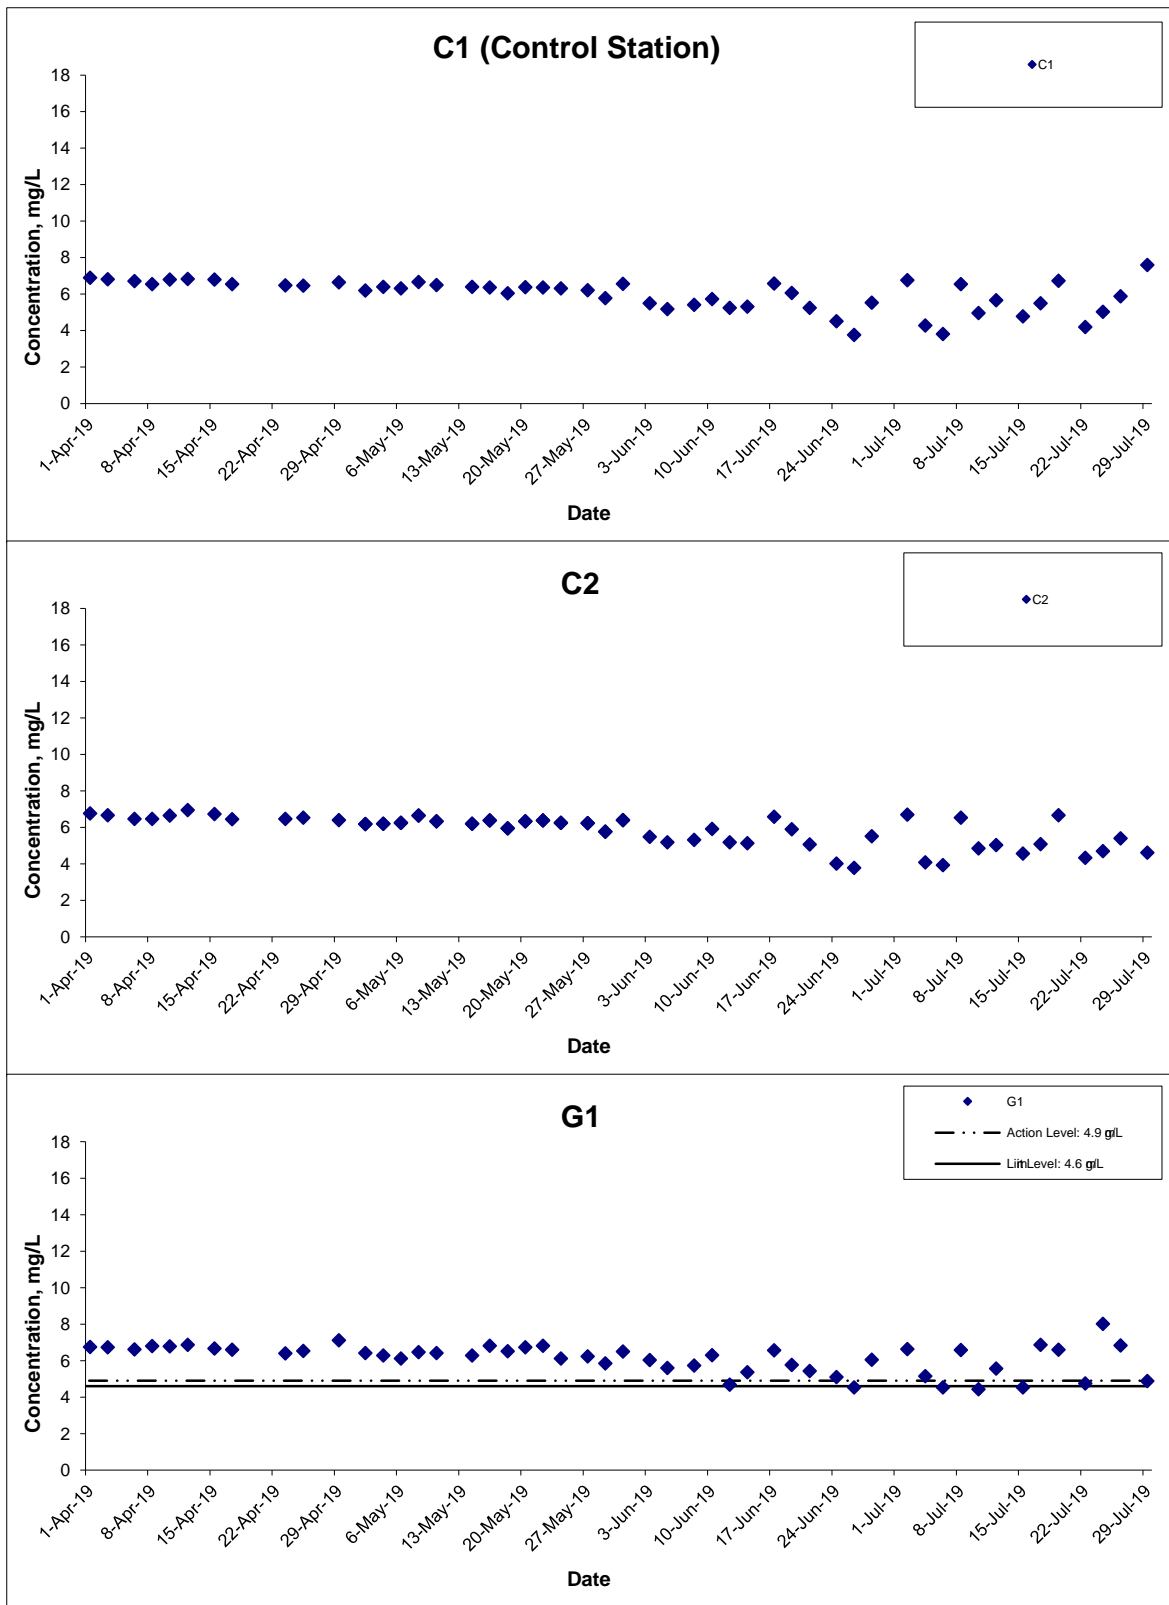 C1 (Control Station)
C1
18
16
14
12
10
8
6
4
2
0
Concentration, mg/L
1-Apr-19
8-Apr-19
15-Apr-19
22-Apr-19
29-Apr-19
6-May-19
13-May-19
20-May-19
27-May-19
3-Jun-19
10-Jun-19
17-Jun-19
24-Jun-19
1-Jul-19
8-Jul-19
15-Jul-19
22-Jul-19
29-Jul-19
Date
C2
C2
18
16
14
12
10
8
6
4
2
0
Concentration, mg/L
1-Apr-19
8-Apr-19
15-Apr-19
22-Apr-19
29-Apr-19
6-May-19
13-May-19
20-May-19
27-May-19
3-Jun-19
10-Jun-19
17-Jun-19
24-Jun-19
1-Jul-19
8-Jul-19
15-Jul-19
22-Jul-19
29-Jul-19
Date
G1
G1
Action Level: 4.9 mg/L
Limit Level: 4.6 mg/L
18
16
14
12
10
8
6
4
2
0
Concentration, mg/L
1-Apr-19
8-Apr-19
15-Apr-19
22-Apr-19
29-Apr-19
6-May-19
13-May-19
20-May-19
27-May-19
3-Jun-19
10-Jun-19
17-Jun-19
24-Jun-19
1-Jul-19
8-Jul-19
15-Jul-19
22-Jul-19
29-Jul-19
Date